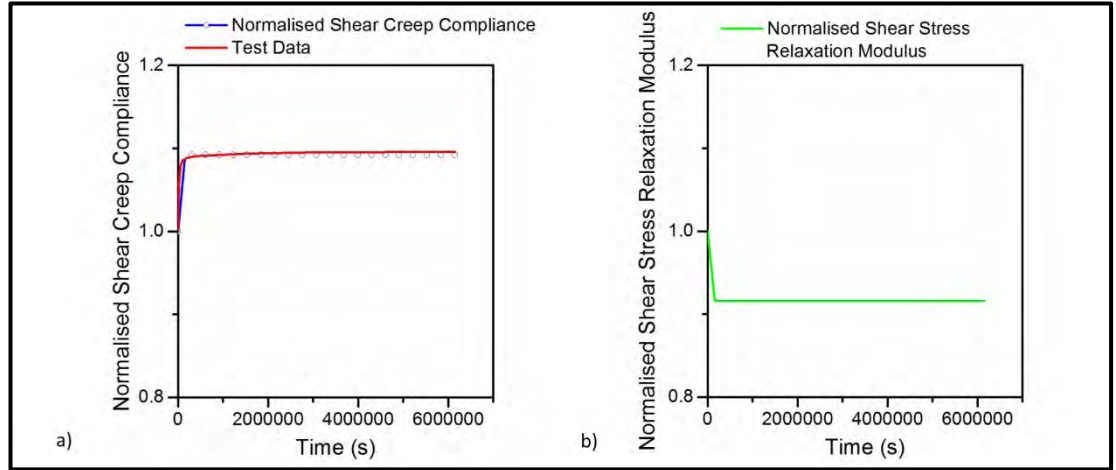 Normalised Shear Creep Compliance
Test Data
Normalised Shear Creep Compliance
1.2
1.0
0.8
0
2000000
4000000
6000000
Time (s)
a)
Normalised Shear Stress
Relaxation Modulus
Normalised Shear Stress Relaxation Modulus
1.2
1.0
0.8
0
2000000
4000000
6000000
Time (s)
b)